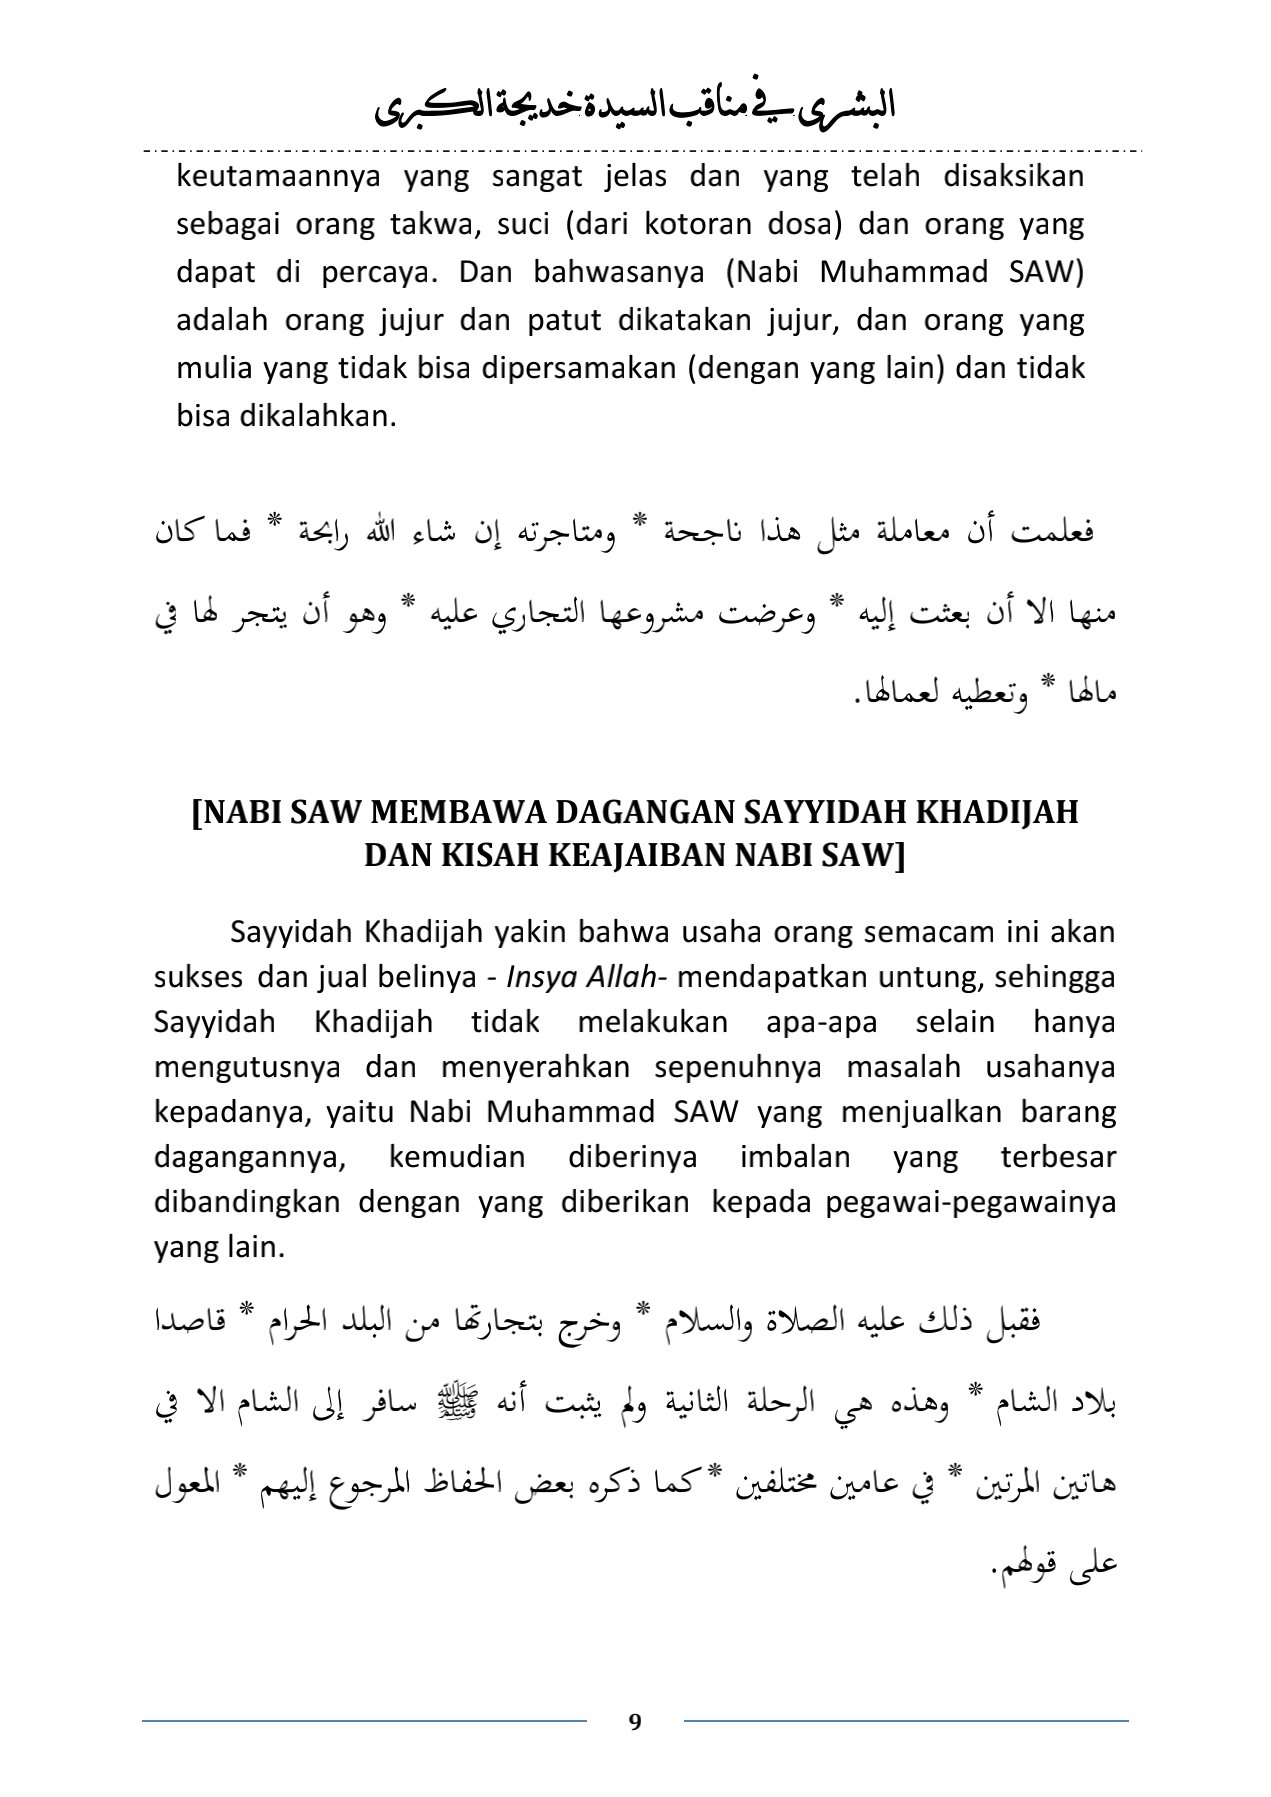 البشرى في مناقب السيدة خديجة الكبرى
keutamaannya yang sangat jelas dan yang telah disaksikan
sebagai orang takwa, suci (dari kotoran dosa) dan orang yang
dapat di percaya. Dan bahwasanya (Nabi Muhammad SAW)
adalah orang jujur dan patut dikatakan jujur, dan orang yang
mulia yang tidak bisa dipersamakan (dengan yang lain) dan tidak
bisa dikalahkan.
فعلمت أن معاملة مثل هذا ناجحة * ومتاجرته إن شاء الله رابحة * فما كان
منها الا أن بعثت إليه * وعرضت مشروعها التجاري عليه * وهو أن يتجر لها في
مالها * وتعطيه لعمالها.
[NABI SAW MEMBAWA DAGANGAN SAYYIDAH KHADIJAH
DAN KISAH KEAJAIBAN NABI SAW]
Sayyidah Khadijah yakin bahwa usaha orang semacam ini akan
sukses dan jual belinya - Insya Allah- mendapatkan untung, sehingga
Sayyidah Khadijah tidak melakukan apa-apa selain hanya
mengutusnya dan menyerahkan sepenuhnya masalah usahanya
kepadanya, yaitu Nabi Muhammad SAW yang menjualkan barang
dagangannya, kemudian diberinya imbalan yang terbesar
dibandingkan dengan yang diberikan kepada pegawai-pegawainya
yang lain.
فقبل ذلك عليه الصلاة والسلام * وخرج بتجارتها من البلد الحرام * قاصدا
بلاد الشام * وهذه هي الرحلة الثانية ولم يثبت أنه ﷺ سافر إلى الشام الا في
هاتين المرتين * في عامين مختلفين * كما ذكره بعض الحفاظ المرجوع إليهم * المعول
على قولهم.
9